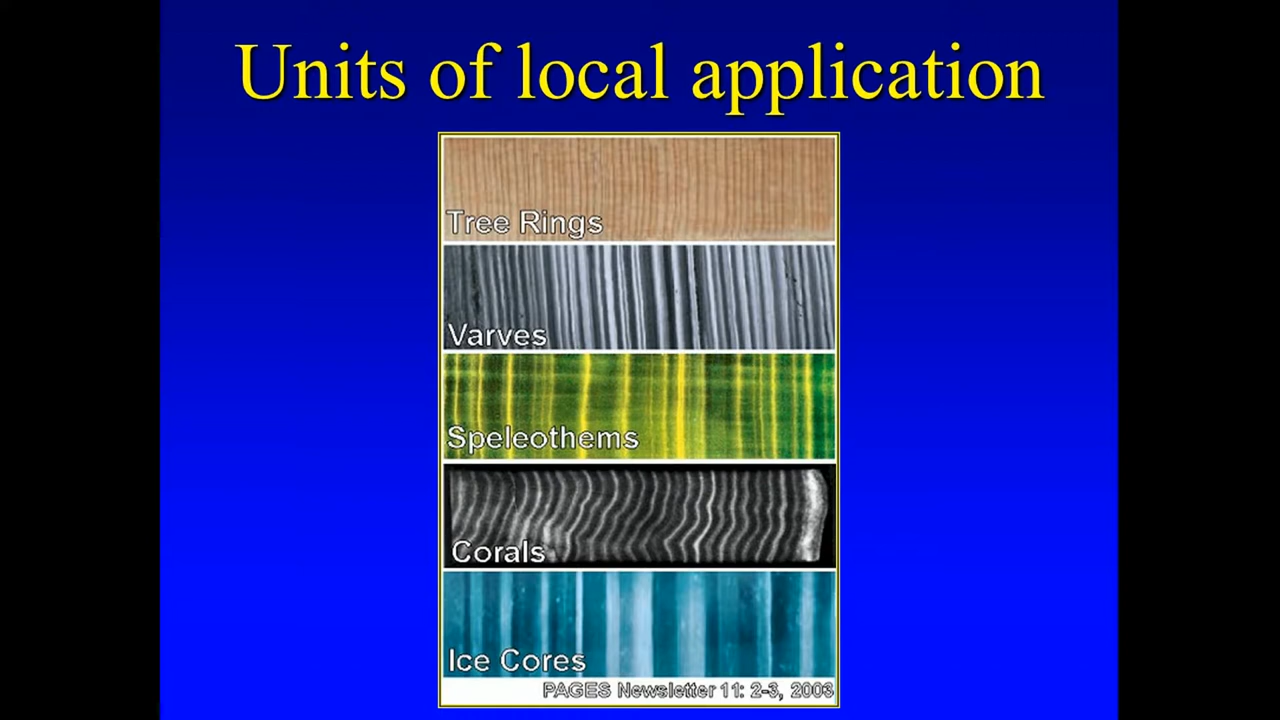 Units of local application
Tree Rings
Varves
Speleothems
Corals
Ice Cores
PAGES Newsletter 11: 2-3, 2003